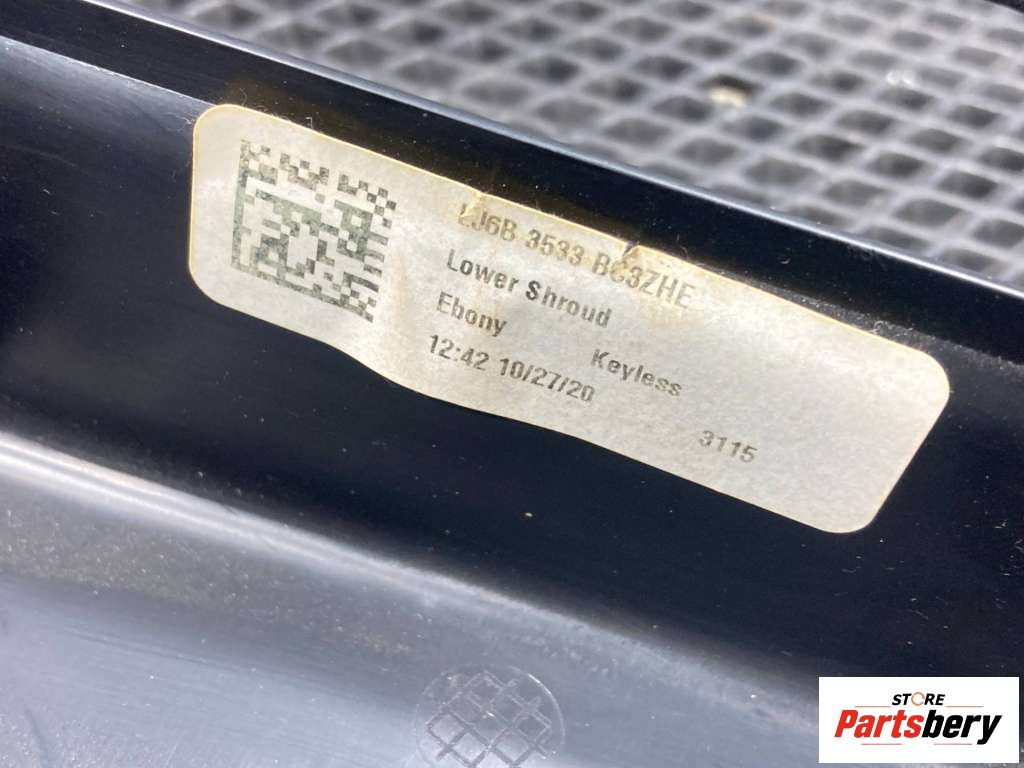 LJ6B 3533 BC3ZHE
Lower Shroud
Ebony Keyless
12:42 10/27/20
3115
STORE
Partsbery